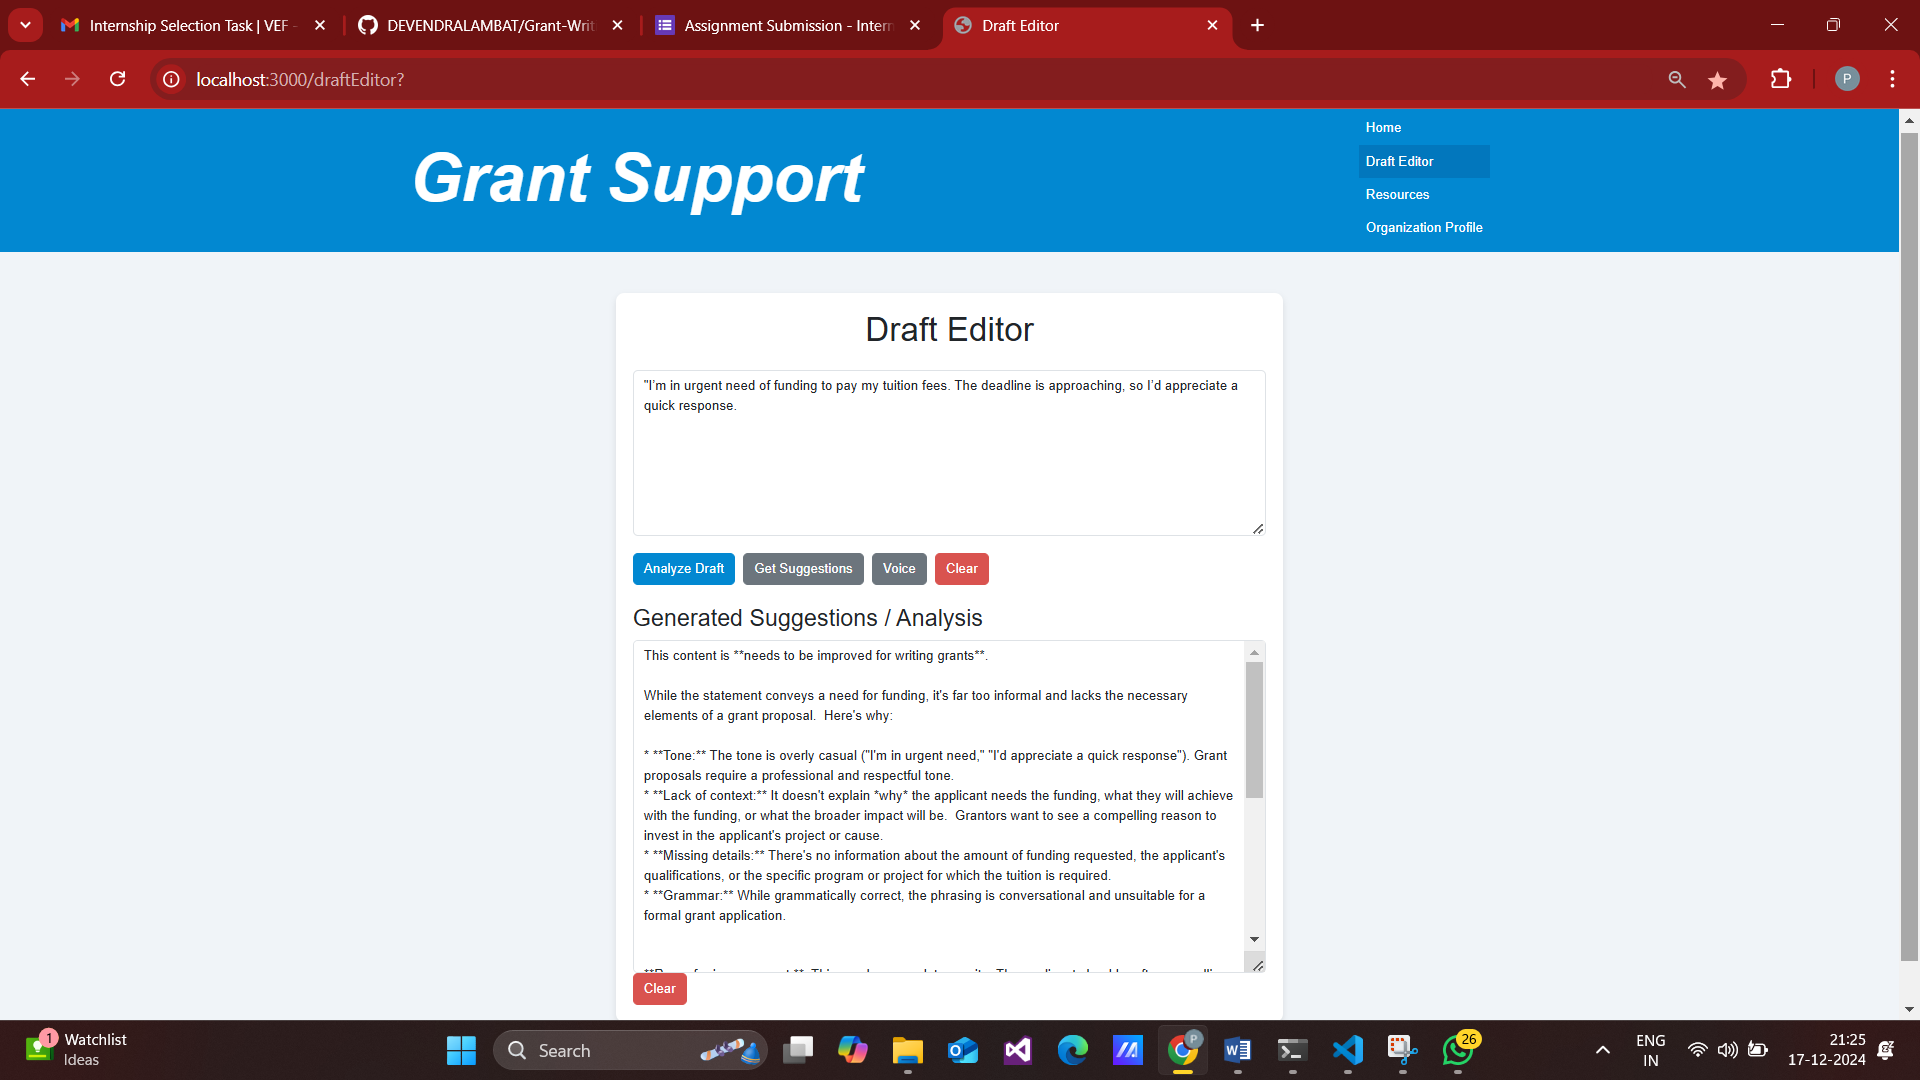 Internship Selection Task | VEF -
DEVENDRALAMBAT/Grant-Writ
Assignment Submission - Intern
Draft Editor
localhost:3000/draftEditor?
P
Grant Support
Home
Draft Editor
Resources
Organization Profile
Draft Editor
"I'm in urgent need of funding to pay my tuition fees. The deadline is approaching, so I'd appreciate a
quick response.
Analyze Draft
Get Suggestions
Voice
Clear
Generated Suggestions / Analysis
This content is **needs to be improved for writing grants**.
While the statement conveys a need for funding, it's far too informal and lacks the necessary
elements of a grant proposal.  Here's why:
* **Tone:** The tone is overly casual ("I'm in urgent need," "I'd appreciate a quick response"). Grant
proposals require a professional and respectful tone.
* **Lack of context:** It doesn't explain *why* the applicant needs the funding, what they will achieve
with the funding, or what the broader impact will be.  Grantors want to see a compelling reason to
invest in the applicant's project or cause.
* **Missing details:** There's no information about the amount of funding requested, the applicant's
qualifications, or the specific program or project for which the tuition is required.
* **Grammar:** While grammatically correct, the phrasing is conversational and unsuitable for a
formal grant application.
Clear
1
Watchlist
Ideas
Search
P
26
ENG
IN
21:25
17-12-2024